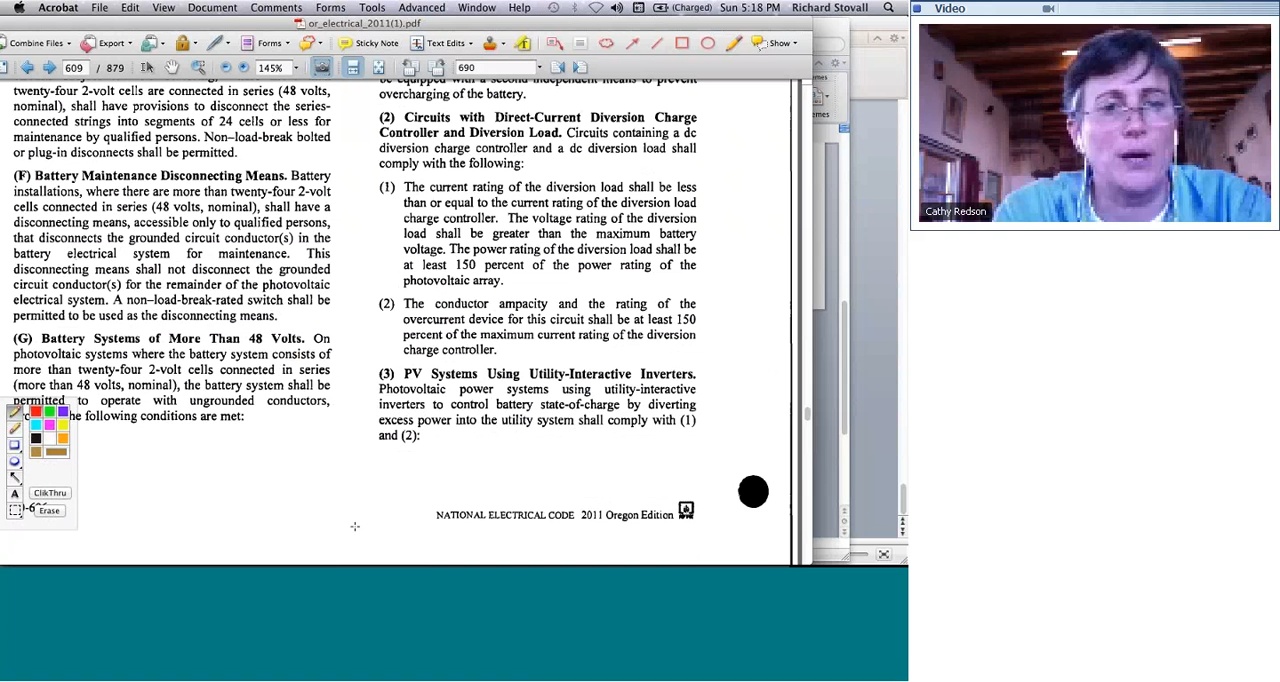 Acrobat File Edit View Document Comments Forms Tools Advanced Window Help (Charged) Sun 5:18 PM Richard Stovall
Video
or_electrical_2011(1).pdf
Combine Files Export Forms Sticky Note Text Edits Show
609 / 879 145% 690
twenty-four 2-volt cells are connected in series (48 volts,
nominal), shall have provisions to disconnect the series-
connected strings into segments of 24 cells or less for
maintenance by qualified persons. Non–load-break bolted
or plug-in disconnects shall be permitted.
(F) Battery Maintenance Disconnecting Means. Battery
installations, where there are more than twenty-four 2-volt
cells connected in series (48 volts, nominal), shall have a
disconnecting means, accessible only to qualified persons,
that disconnects the grounded circuit conductor(s) in the
battery electrical system for maintenance. This
disconnecting means shall not disconnect the grounded
circuit conductor(s) for the remainder of the photovoltaic
electrical system. A non–load-break-rated switch shall be
permitted to be used as the disconnecting means.
(G) Battery Systems of More Than 48 Volts. On
photovoltaic systems where the battery system consists of
more than twenty-four 2-volt cells connected in series
(more than 48 volts, nominal), the battery system shall be
permitted to operate with ungrounded conductors,
the following conditions are met:
be equipped with a second independent means to prevent
overcharging of the battery.
(2) Circuits with Direct-Current Diversion Charge
Controller and Diversion Load. Circuits containing a dc
diversion charge controller and a dc diversion load shall
comply with the following:
(1) The current rating of the diversion load shall be less
than or equal to the current rating of the diversion load
charge controller. The voltage rating of the diversion
load shall be greater than the maximum battery
voltage. The power rating of the diversion load shall be
at least 150 percent of the power rating of the
photovoltaic array.
(2) The conductor ampacity and the rating of the
overcurrent device for this circuit shall be at least 150
percent of the maximum current rating of the diversion
charge controller.
(3) PV Systems Using Utility-Interactive Inverters.
Photovoltaic power systems using utility-interactive
inverters to control battery state-of-charge by diverting
excess power into the utility system shall comply with (1)
and (2):
NATIONAL ELECTRICAL CODE 2011 Oregon Edition
A
ClikThru
Erase
Cathy Redson